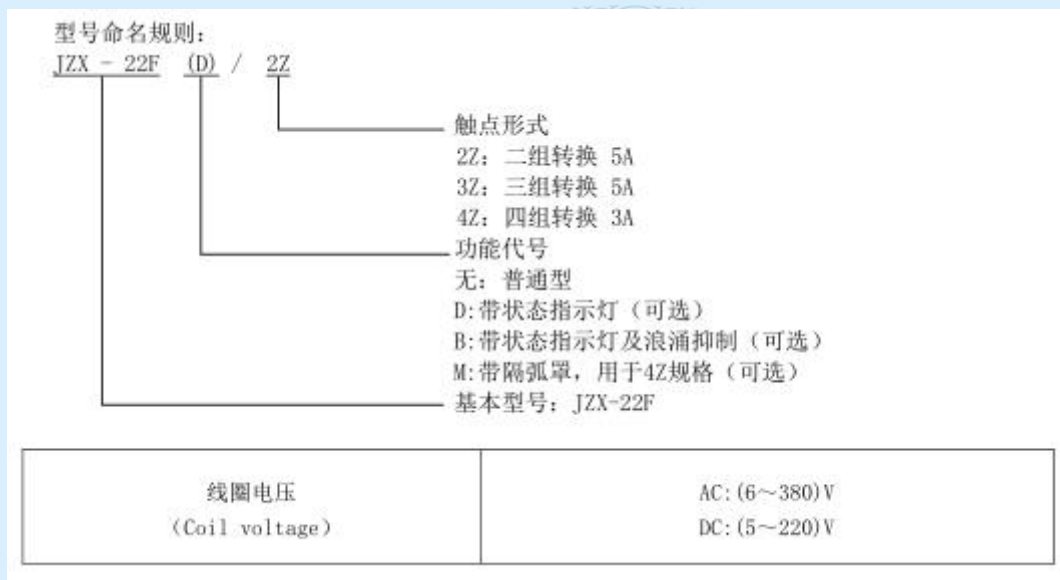 型号命名规则:
JZX - 22F (D) / 2Z
触点形式
2Z: 二组转换 5A
3Z: 三组转换 5A
4Z: 四组转换 3A
功能代号
无: 普通型
D:带状态指示灯（可选）
B:带状态指示灯及浪涌抑制（可选）
M:带隔弧罩, 用于4Z规格（可选）
基本型号: JZX-22F
线圈电压
（Coil voltage）
AC:(6～380)V
DC:(5～220)V